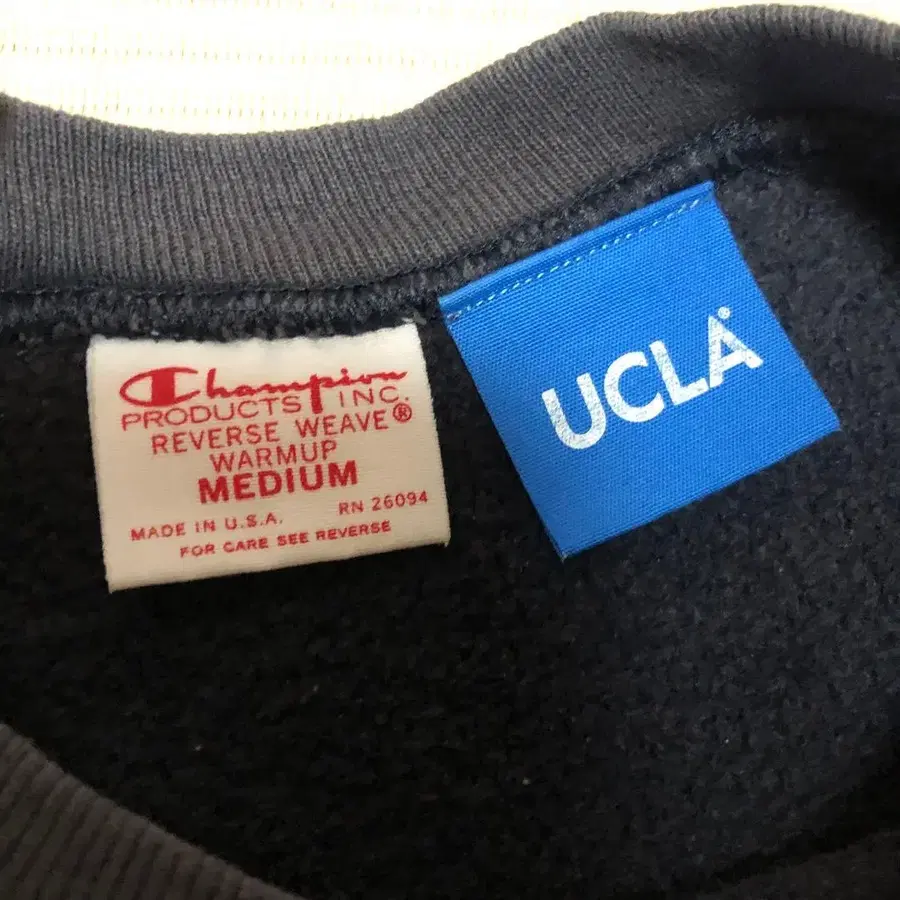 Champion
PRODUCTS INC.
REVERSE WEAVE®
WARMUP
MEDIUM
MADE IN U.S.A. RN 26094
FOR CARE SEE REVERSE
UCLA®